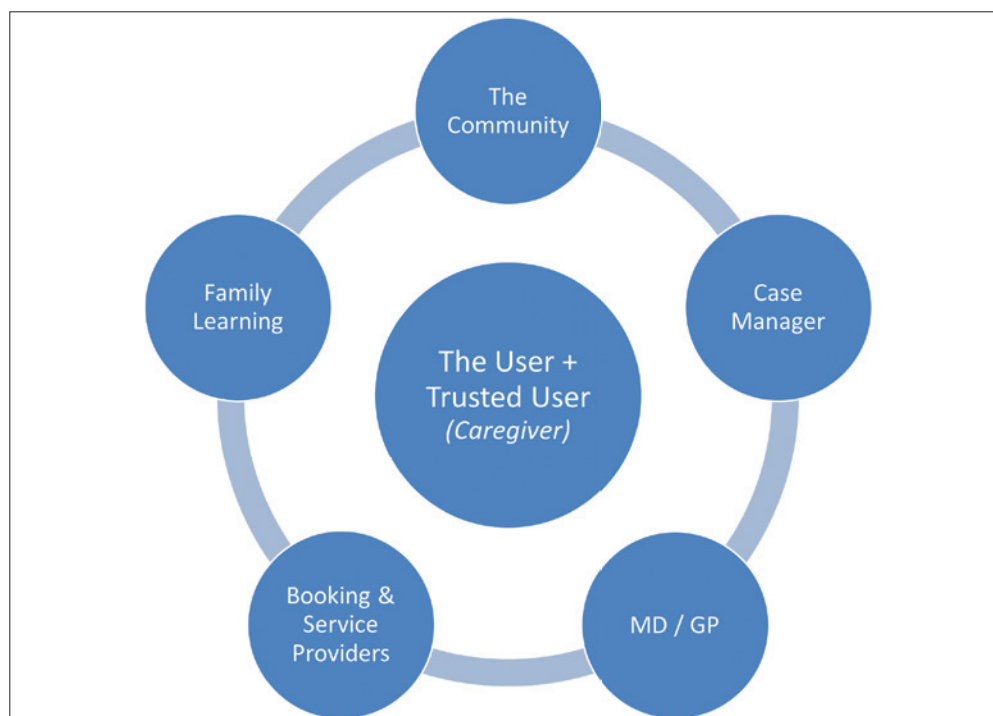 The
Community
Case
Manager
MD / GP
Booking &
Service
Providers
Family
Learning
The User +
Trusted User
(Caregiver)